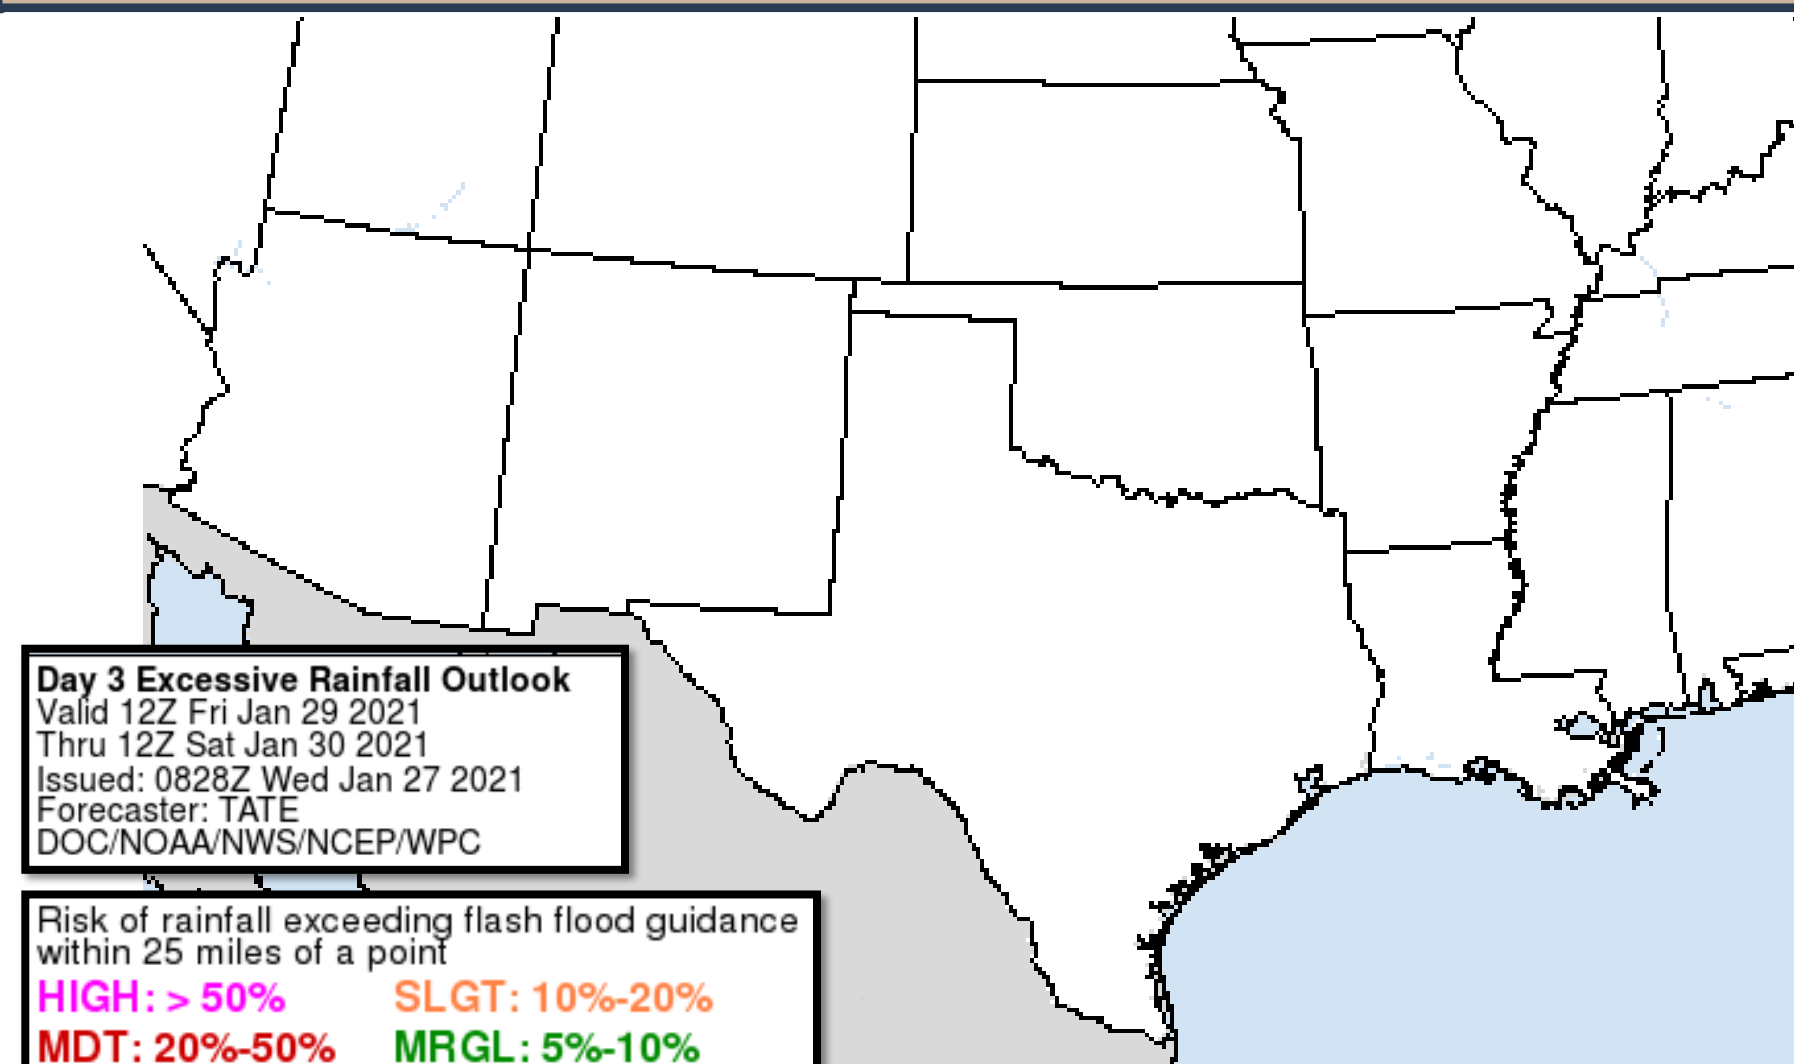 Day 3 Excessive Rainfall Outlook
Valid 12Z Fri Jan 29 2021
Thru 12Z Sat Jan 30 2021
Issued: 0828Z Wed Jan 27 2021
Forecaster: TATE
DOC/NOAA/NWS/NCEP/WPC
Risk of rainfall exceeding flash flood guidance
within 25 miles of a point
HIGH: > 50% SLGT: 10%-20%
MDT: 20%-50% MRGL: 5%-10%